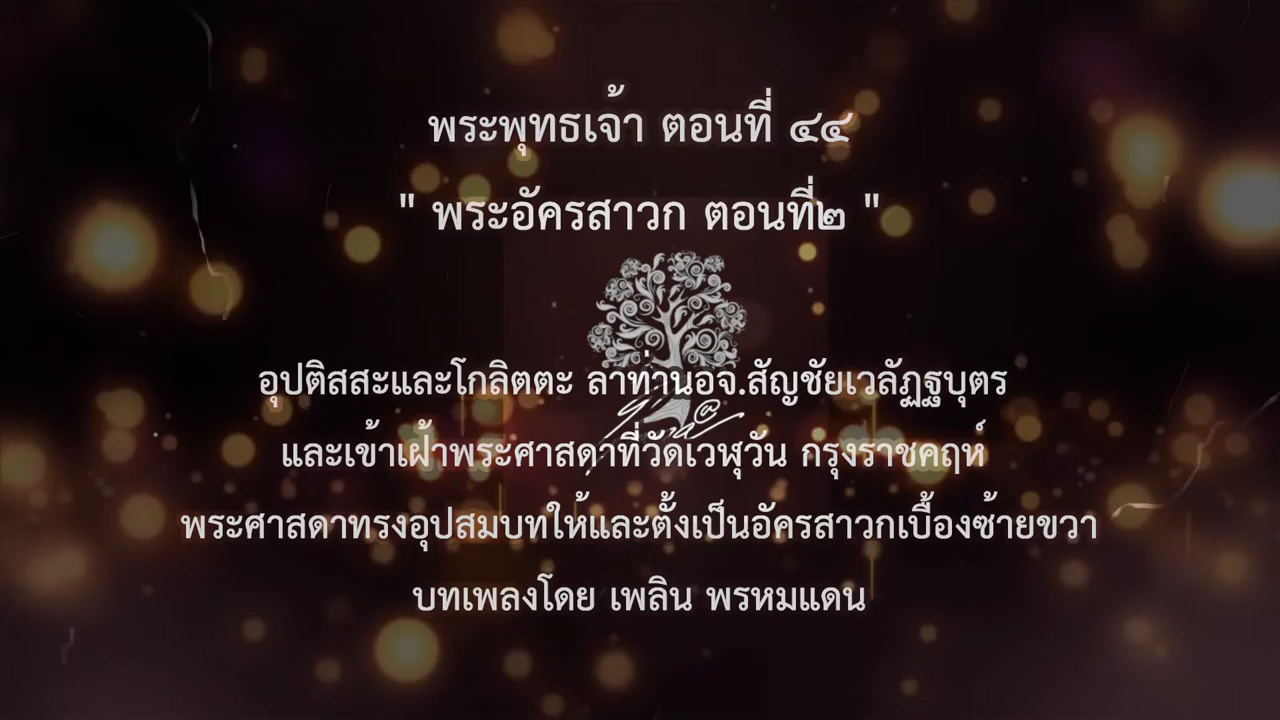 พระพุทธเจ้า ตอนที่ ๔๔
" พระอัครสาวก ตอนที่๒ "
อุปติสสะและโกลิตตะ ลาท่านอจ.สัญชัยเวลัฏฐบุตร
และเข้าเฝ้าพระศาสดาที่วัดเวฬุวัน กรุงราชคฤห์
พระศาสดาทรงอุปสมบทให้และตั้งเป็นอัครสาวกเบื้องซ้ายขวา
บทเพลงโดย เพลิน พรหมแดน